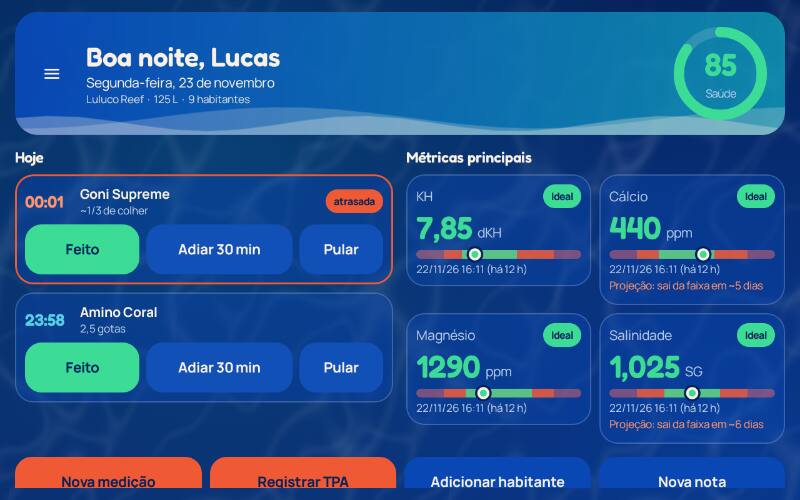 Boa noite, Lucas
Segunda-feira, 23 de novembro
Luluco Reef · 125 L · 9 habitantes
85
Saúde
Hoje
00:01
Goni Supreme
~1/3 de colher
atrasada
Feito
Adiar 30 min
Pular
23:58
Amino Coral
2,5 gotas
Feito
Adiar 30 min
Pular
Métricas principais
KH
Ideal
7,85 dKH
22/11/26 16:11 (há 12 h)
Cálcio
Ideal
440 ppm
22/11/26 16:11 (há 12 h)
Projeção: sai da faixa em ~5 dias
Magnésio
Ideal
1290 ppm
22/11/26 16:11 (há 12 h)
Salinidade
Ideal
1,025 SG
22/11/26 16:11 (há 12 h)
Projeção: sai da faixa em ~6 dias
Nova medição
Registrar TPA
Adicionar habitante
Nova nota